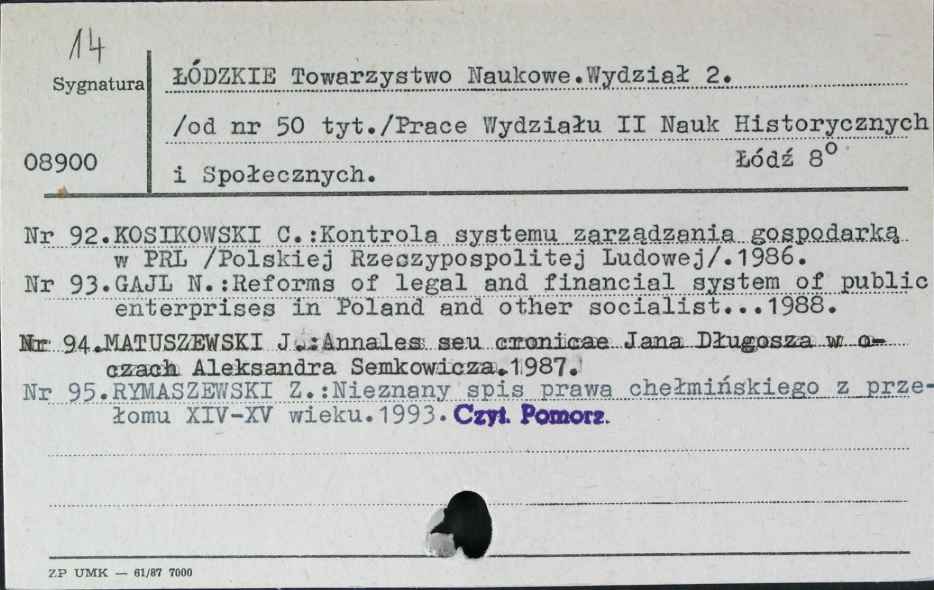 14
Sygnatura
ŁÓDZKIE Towarzystwo Naukowe.Wydział 2.
/od nr 50 tyt./Prace Wydziału II Nauk Historycznych
08900
i Społecznych. Łódź 8°
Nr 92.KOSIKOWSKI C.:Kontrola systemu zarządzania gospodarką
w PRL /Polskiej Rzeczypospolitej Ludowej/.1986.
Nr 93.GAJL N.:Reforms of legal and financial system of public
enterprises in Poland and other socialist...1988.
Nr 94.MATUSZEWSKI J.:Annales seu cronicae Jana Długosza w o-
czach Aleksandra Semkowicza.1987.
Nr 95.RYMASZEWSKI Z.:Nieznany spis prawa chełmińskiego z prze-
łomu XIV-XV wieku.1993. Czyt. Pomorz.
ZP UMK — 61/87 7000